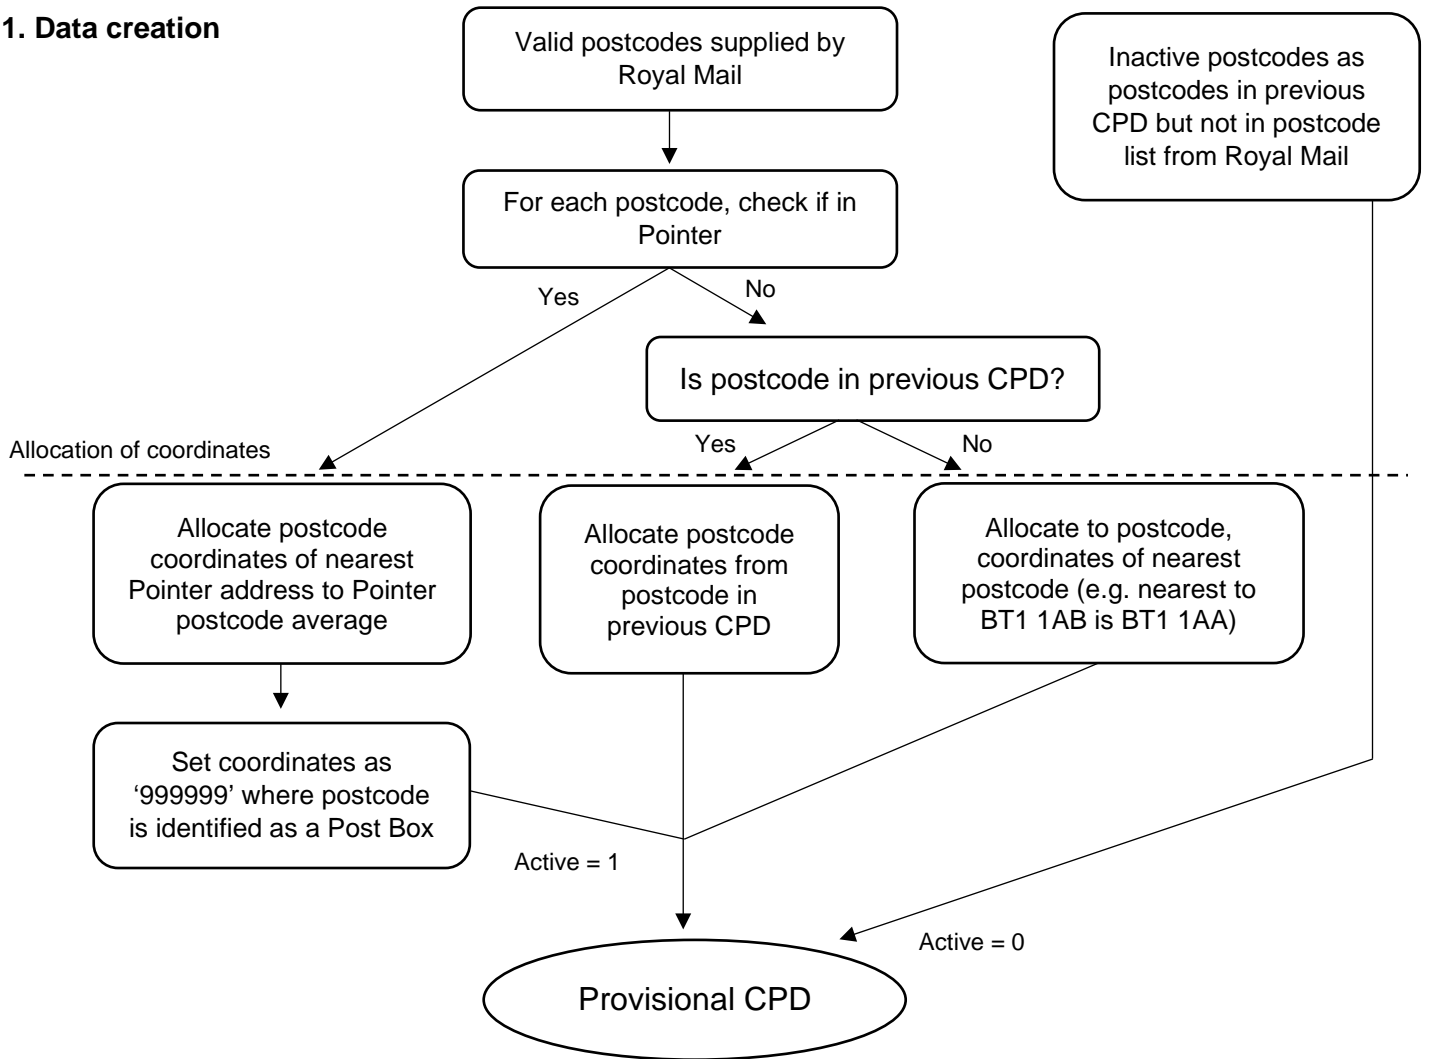 1. Data creation
Valid postcodes supplied by
Royal Mail
Inactive postcodes as
postcodes in previous
CPD but not in postcode
list from Royal Mail
For each postcode, check if in
Pointer
Yes
No
Is postcode in previous CPD?
Yes
No
Allocation of coordinates
Allocate postcode
coordinates of nearest
Pointer address to Pointer
postcode average
Allocate postcode
coordinates from
postcode in
previous CPD
Allocate to postcode,
coordinates of nearest
postcode (e.g. nearest to
BT1 1AB is BT1 1AA)
Set coordinates as
‘999999’ where postcode
is identified as a Post Box
Active = 1
Active = 0
Provisional CPD